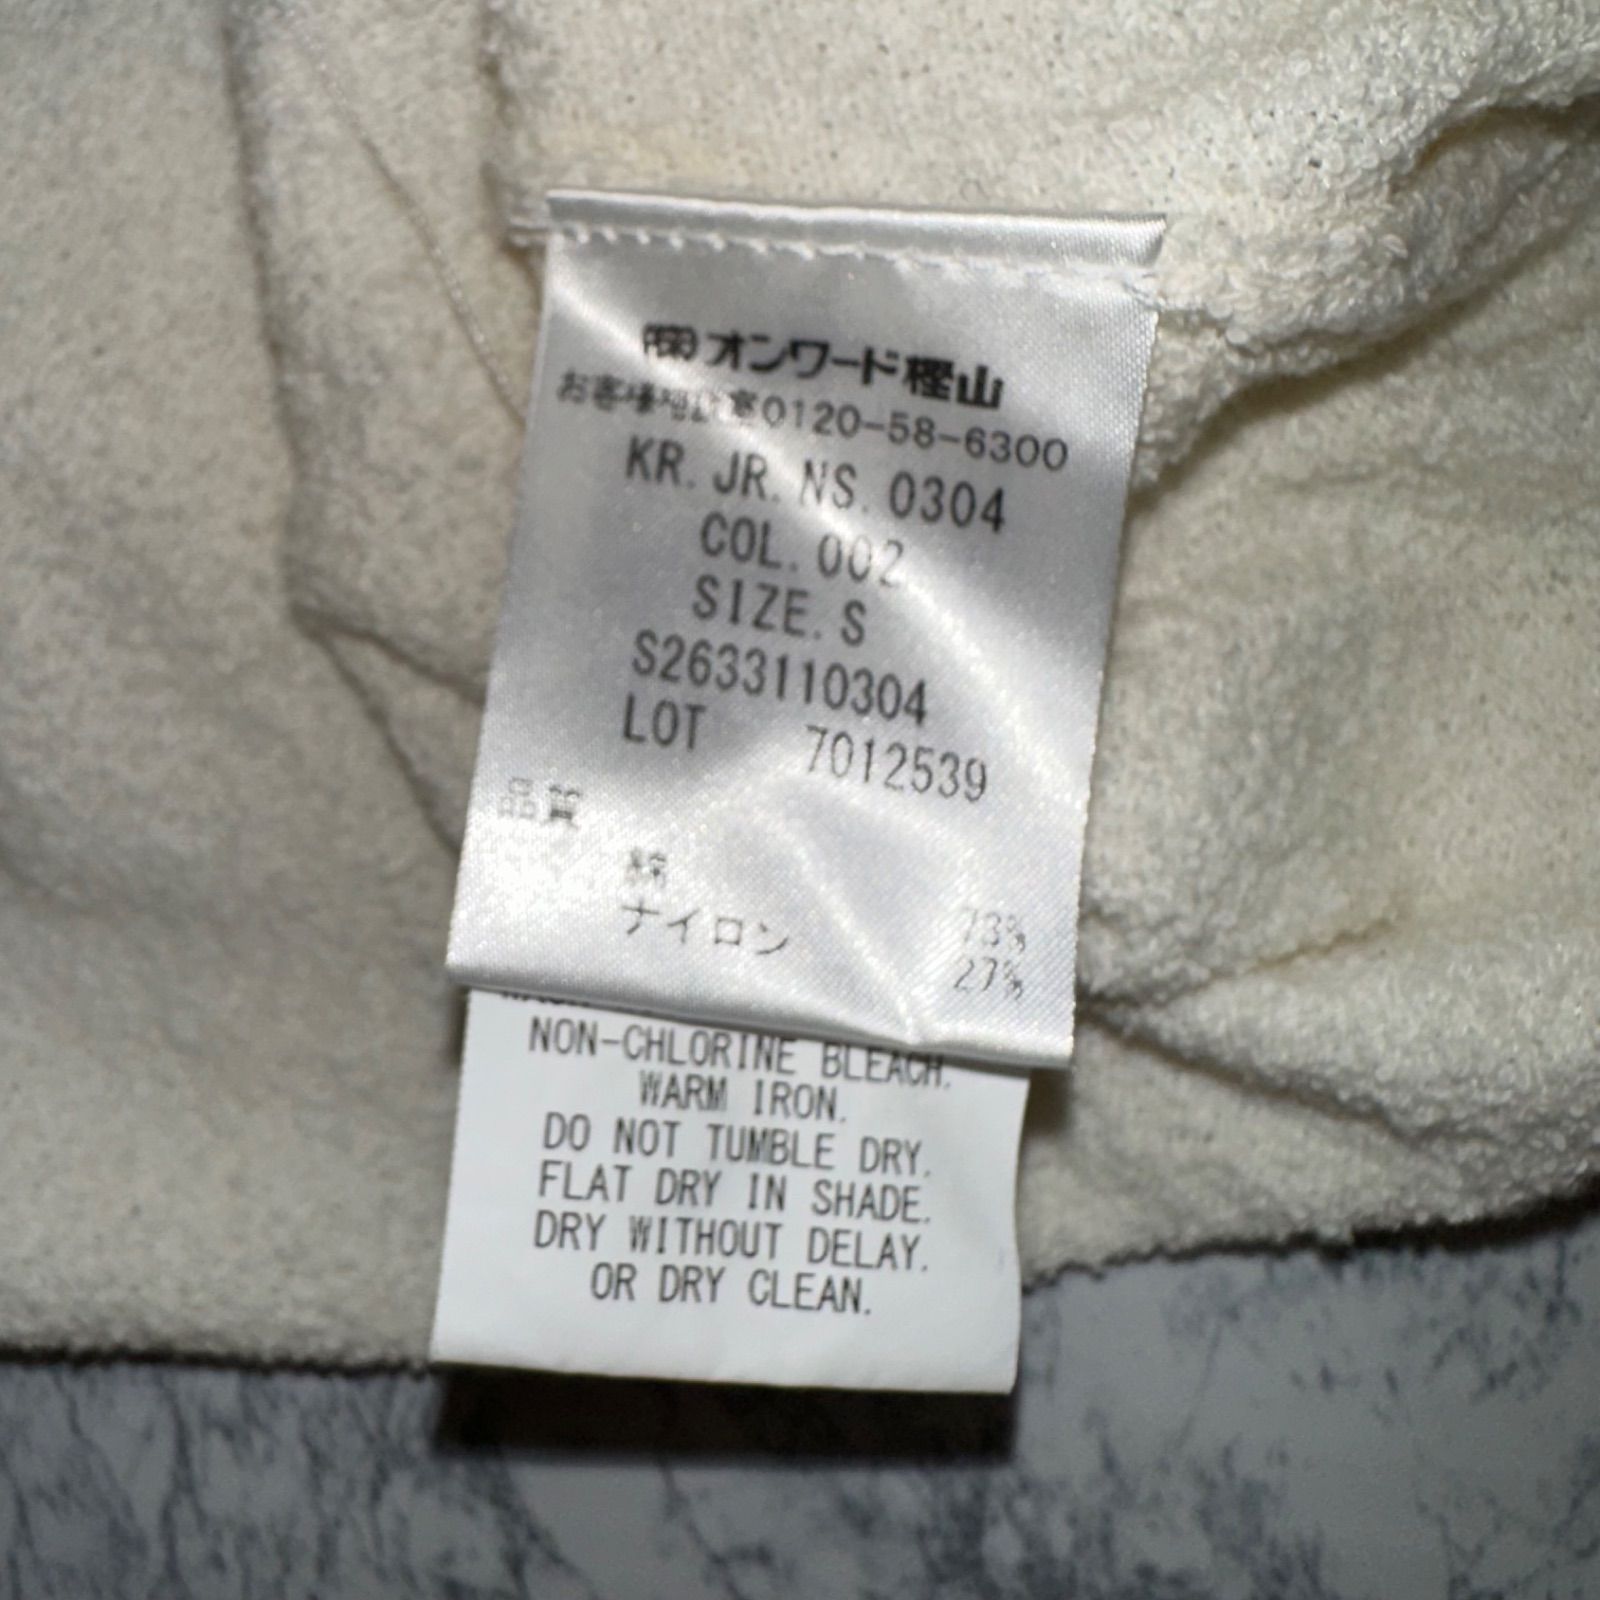 ㈱オンワード樫山
お客様相談室0120-58-6300
KR. JR. NS. 0304
COL. 002
SIZE. S
S2633110304
LOT 7012539
品質
綿 73%
ナイロン 27%
NON-CHLORINE BLEACH.
WARM IRON.
DO NOT TUMBLE DRY.
FLAT DRY IN SHADE.
DRY WITHOUT DELAY.
OR DRY CLEAN.